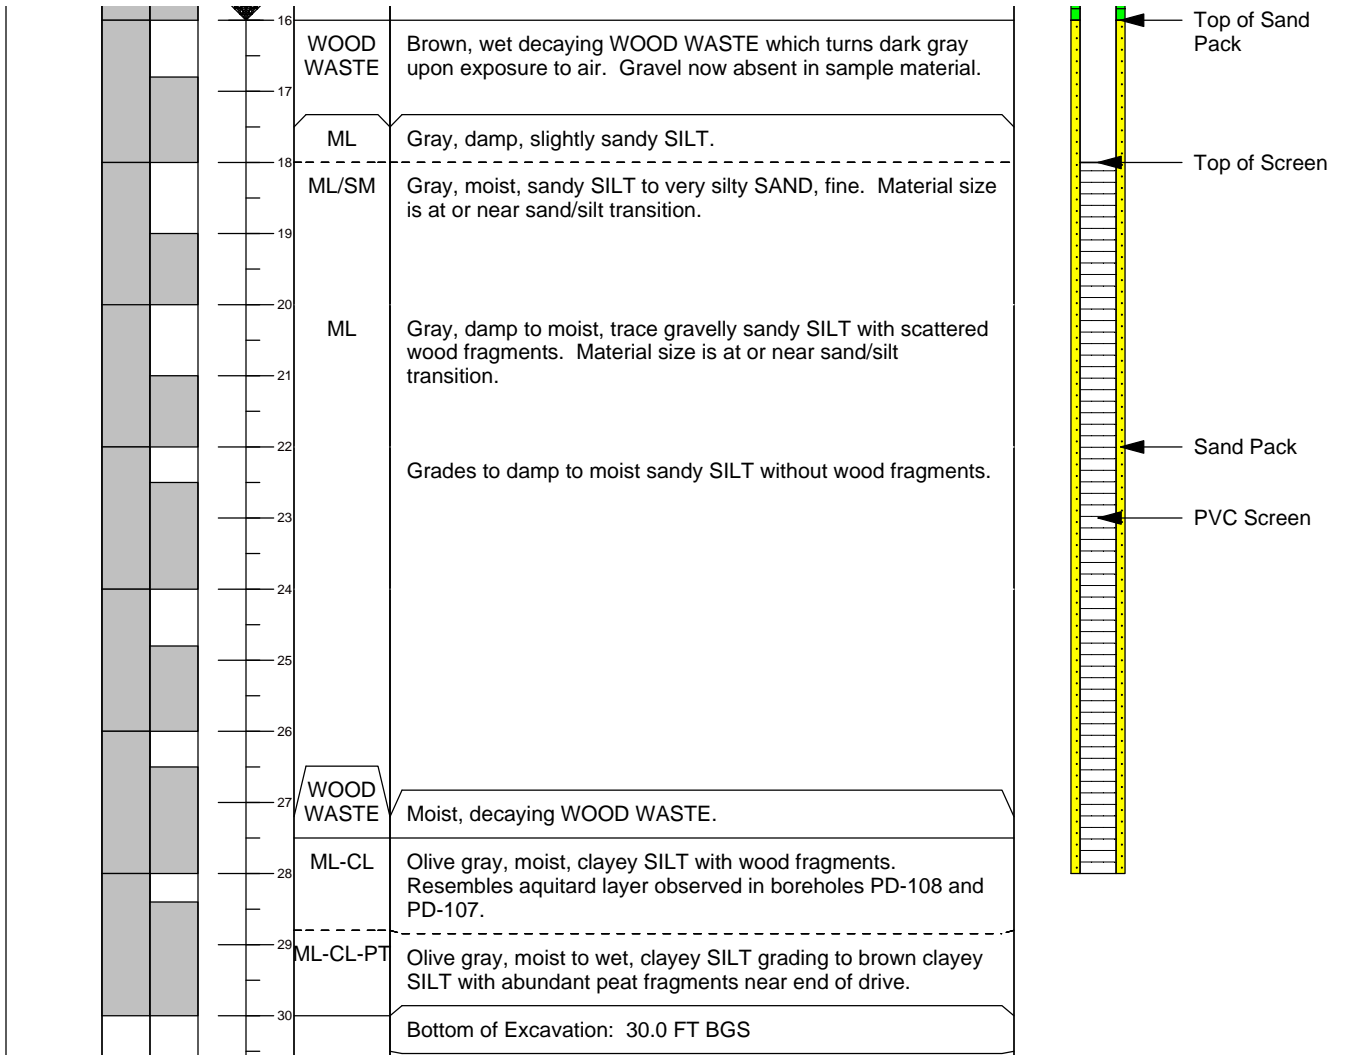 16
WOOD
WASTE
Brown, wet decaying WOOD WASTE which turns dark gray
upon exposure to air.  Gravel now absent in sample material.
Top of Sand
Pack
17
ML
Gray, damp, slightly sandy SILT.
18
Top of Screen
ML/SM
Gray, moist, sandy SILT to very silty SAND, fine.  Material size
is at or near sand/silt transition.
19
20
ML
Gray, damp to moist, trace gravelly sandy SILT with scattered
wood fragments.  Material size is at or near sand/silt
transition.
21
22
Sand Pack
Grades to damp to moist sandy SILT without wood fragments.
23
PVC Screen
24
25
26
27
WOOD
WASTE
Moist, decaying WOOD WASTE.
ML-CL
Olive gray, moist, clayey SILT with wood fragments.
Resembles aquitard layer observed in boreholes PD-108 and
PD-107.
28
29
ML-CL-PT
Olive gray, moist to wet, clayey SILT grading to brown clayey
SILT with abundant peat fragments near end of drive.
30
Bottom of Excavation:  30.0 FT BGS